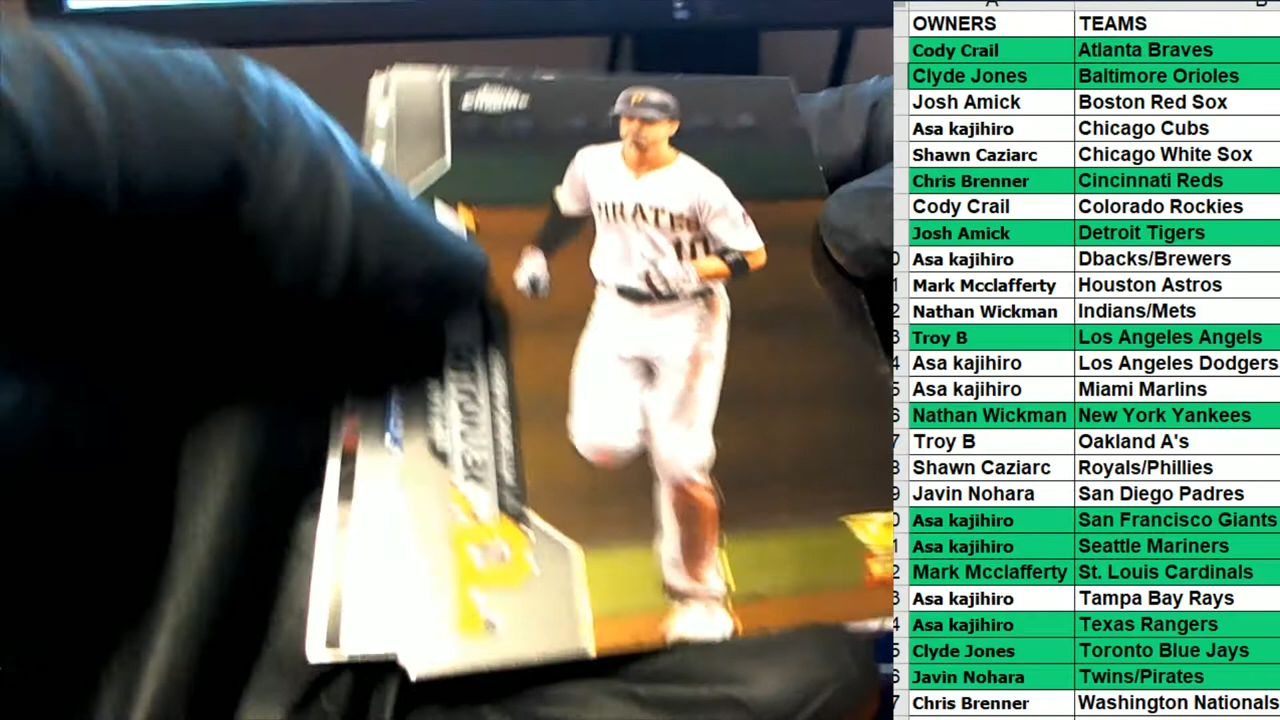 OWNERS TEAMS
Cody Crail Atlanta Braves
Clyde Jones Baltimore Orioles
Josh Amick Boston Red Sox
Asa kajihiro Chicago Cubs
Shawn Caziarc Chicago White Sox
Chris Brenner Cincinnati Reds
Cody Crail Colorado Rockies
Josh Amick Detroit Tigers
Asa kajihiro Dbacks/Brewers
Mark Mcclafferty Houston Astros
Nathan Wickman Indians/Mets
Troy B Los Angeles Angels
Asa kajihiro Los Angeles Dodgers
Asa kajihiro Miami Marlins
Nathan Wickman New York Yankees
Troy B Oakland A's
Shawn Caziarc Royals/Phillies
Javin Nohara San Diego Padres
Asa kajihiro San Francisco Giants
Asa kajihiro Seattle Mariners
Mark Mcclafferty St. Louis Cardinals
Asa kajihiro Tampa Bay Rays
Asa kajihiro Texas Rangers
Clyde Jones Toronto Blue Jays
Javin Nohara Twins/Pirates
Chris Brenner Washington Nationals
PIRATES
10